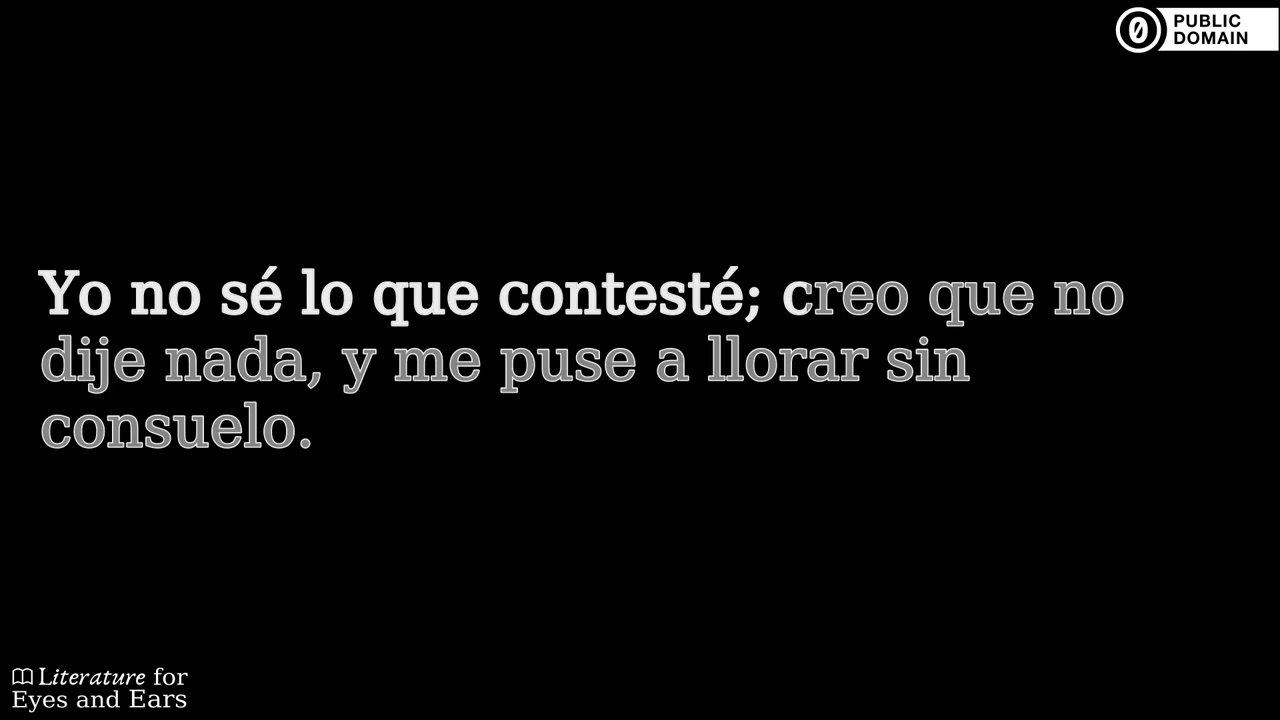 PUBLIC
DOMAIN
Yo no sé lo que contesté; creo que no
dije nada, y me puse a llorar sin
consuelo.
Literature for
Eyes and Ears